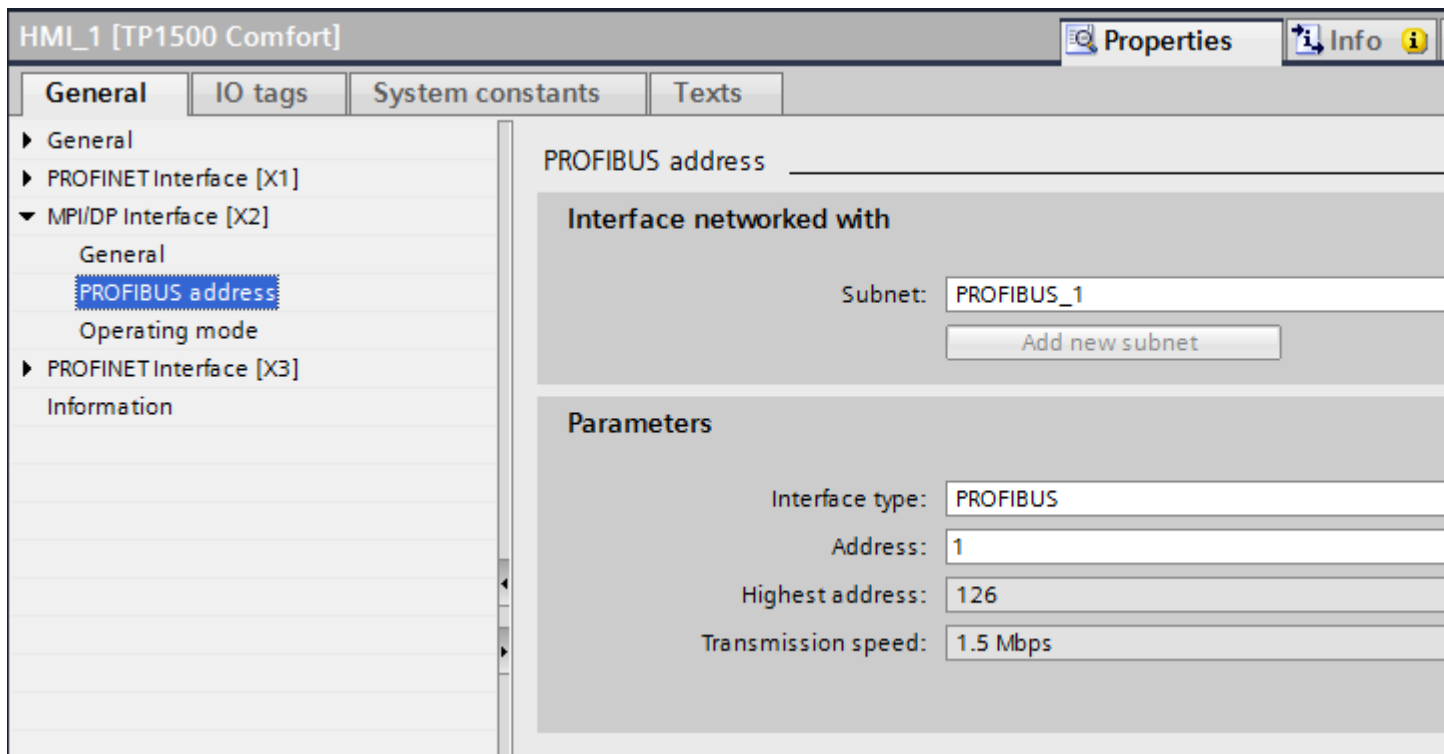 HMI_1 [TP1500 Comfort]
Properties
Info
General
IO tags
System constants
Texts
General
PROFINET Interface [X1]
MPI/DP Interface [X2]
General
PROFIBUS address
Operating mode
PROFINET Interface [X3]
Information
PROFIBUS address
Interface networked with
Subnet: PROFIBUS_1
Add new subnet
Parameters
Interface type: PROFIBUS
Address: 1
Highest address: 126
Transmission speed: 1.5 Mbps